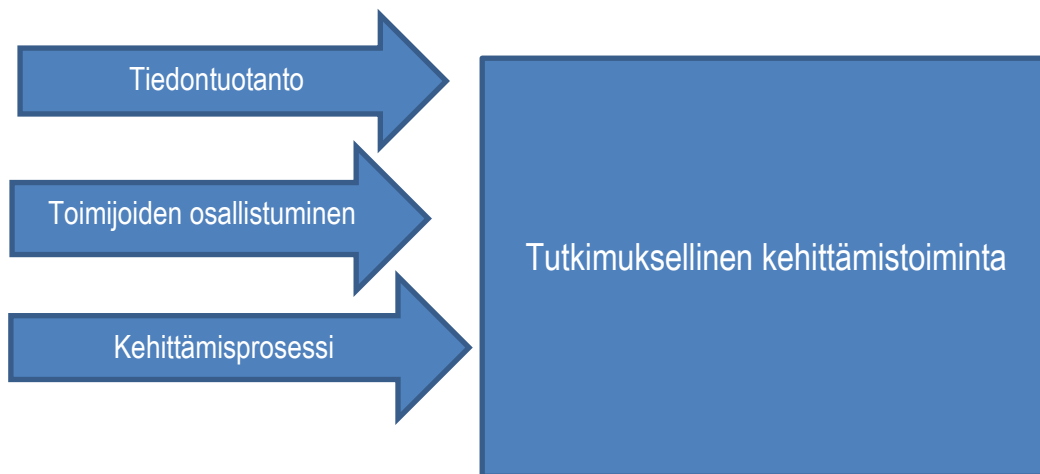 Tiedontuotanto
Toimijoiden osallistuminen
Tutkimuksellinen kehittämistoiminta
Kehittämisprosessi